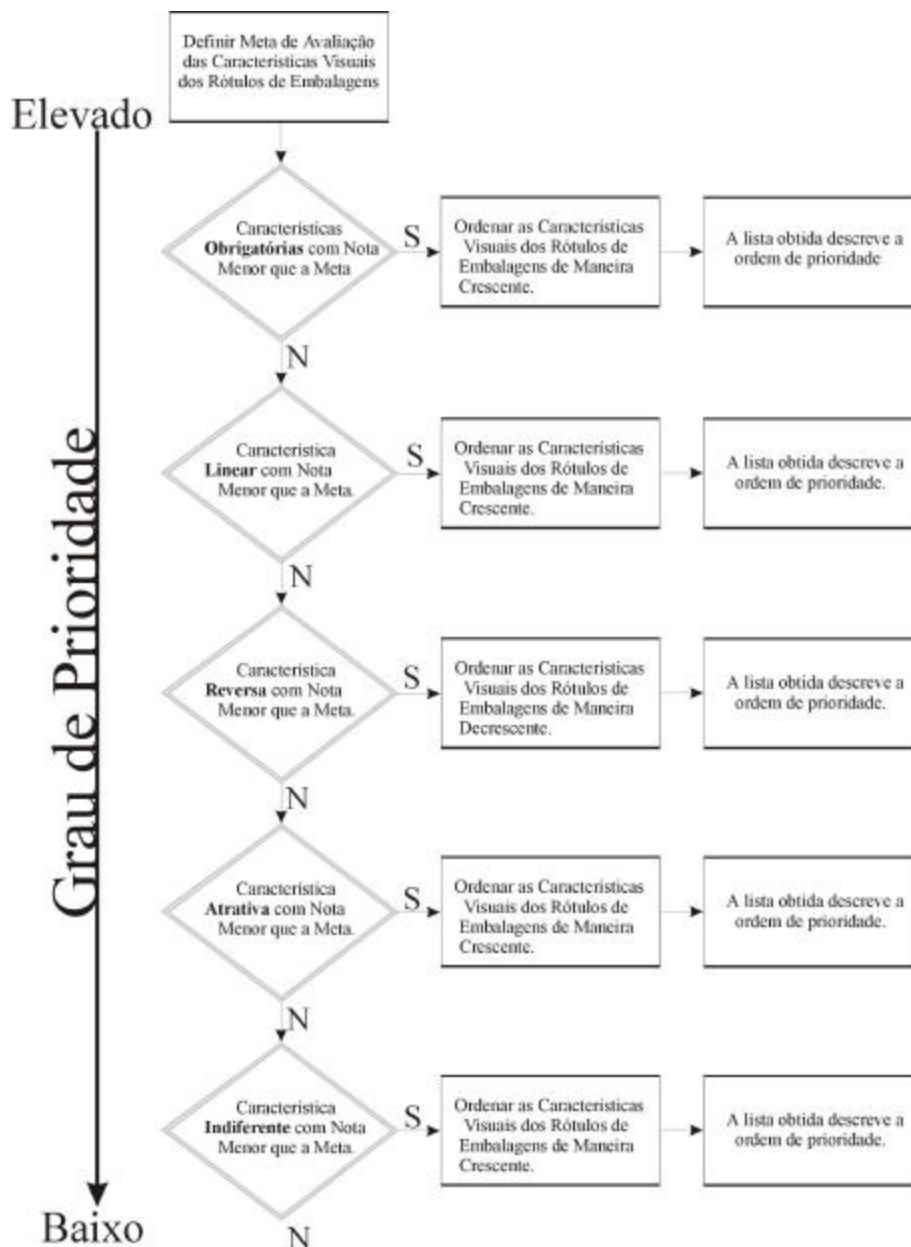 Definir Meta de Avaliação
das Características Visuais
dos Rótulos de Embalagens
Elevado
Grau de Prioridade
Características
Obrigatórias com Nota
Menor que a Meta
S
Ordenar as Características
Visuais dos Rótulos de
Embalagens de Maneira
Crescente.
A lista obtida descreve a
ordem de prioridade
N
Característica
Linear com Nota
Menor que a Meta.
S
Ordenar as Características
Visuais dos Rótulos de
Embalagens de Maneira
Crescente.
A lista obtida descreve a
ordem de prioridade.
N
Característica
Reversa com Nota
Menor que a Meta.
S
Ordenar as Características
Visuais dos Rótulos de
Embalagens de Maneira
Decrescente.
A lista obtida descreve a
ordem de prioridade.
N
Característica
Atrativa com Nota
Menor que a Meta.
S
Ordenar as Características
Visuais dos Rótulos de
Embalagens de Maneira
Crescente.
A lista obtida descreve a
ordem de prioridade.
N
Característica
Indiferente com Nota
Menor que a Meta.
S
Ordenar as Características
Visuais dos Rótulos de
Embalagens de Maneira
Crescente.
A lista obtida descreve a
ordem de prioridade.
N
Baixo